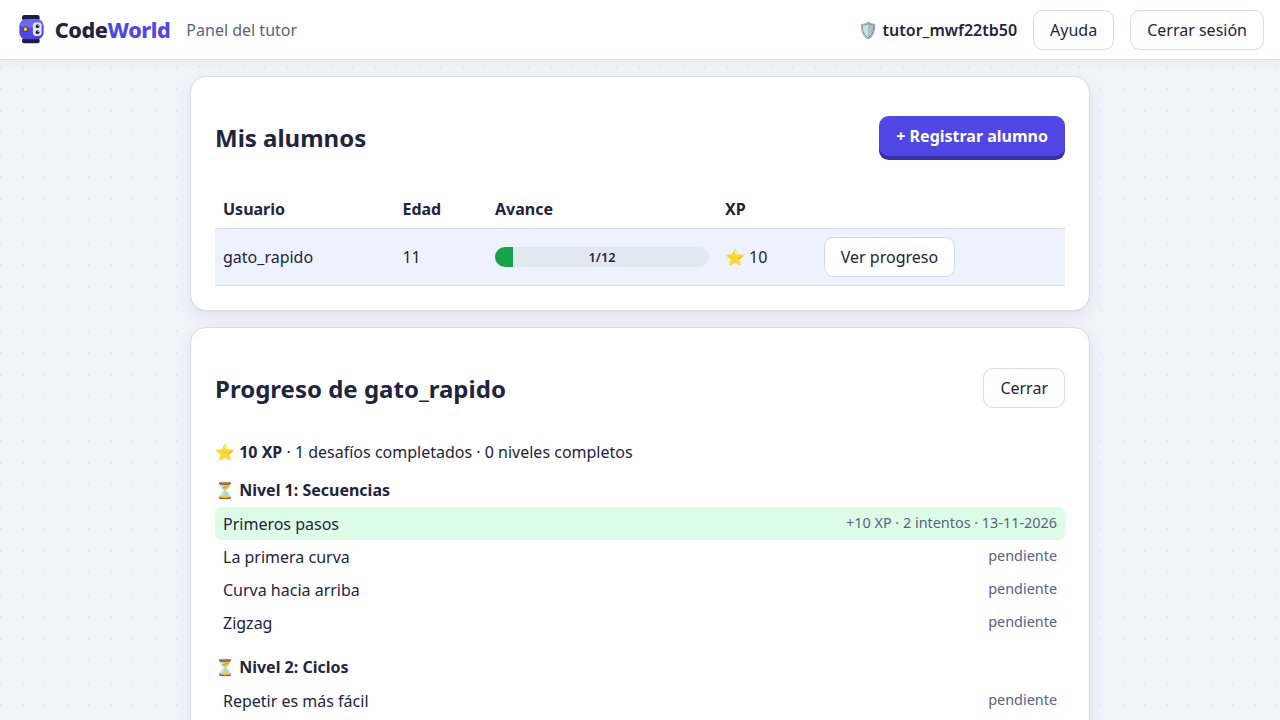 CodeWorld Panel del tutor 🛡️ tutor_mwf22tb50 Ayuda Cerrar sesión
Mis alumnos + Registrar alumno
Usuario Edad Avance XP
gato_rapido 11 1/12 ⭐ 10 Ver progreso
Progreso de gato_rapido Cerrar
⭐ 10 XP · 1 desafíos completados · 0 niveles completos
⏳ Nivel 1: Secuencias
Primeros pasos +10 XP · 2 intentos · 13-11-2026
La primera curva pendiente
Curva hacia arriba pendiente
Zigzag pendiente
⏳ Nivel 2: Ciclos
Repetir es más fácil pendiente